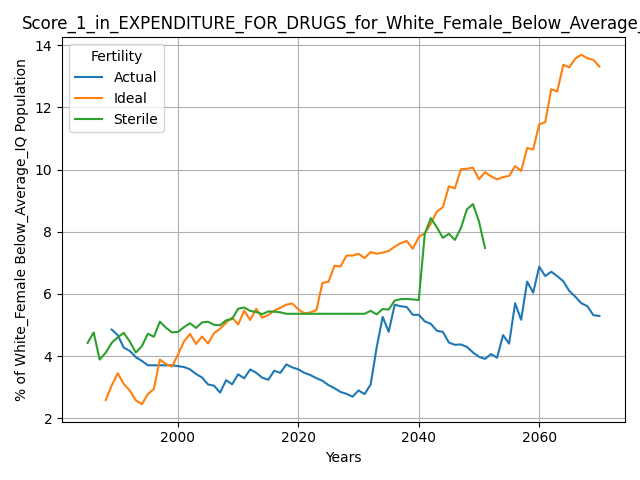 Score_1_in_EXPENDITURE_FOR_DRUGS_for_White_Female_Below_Average_
% of White_Female Below_Average_IQ Population
14
12
10
8
6
4
2
Fertility
Actual
Ideal
Sterile
2000 2020 2040 2060
Years